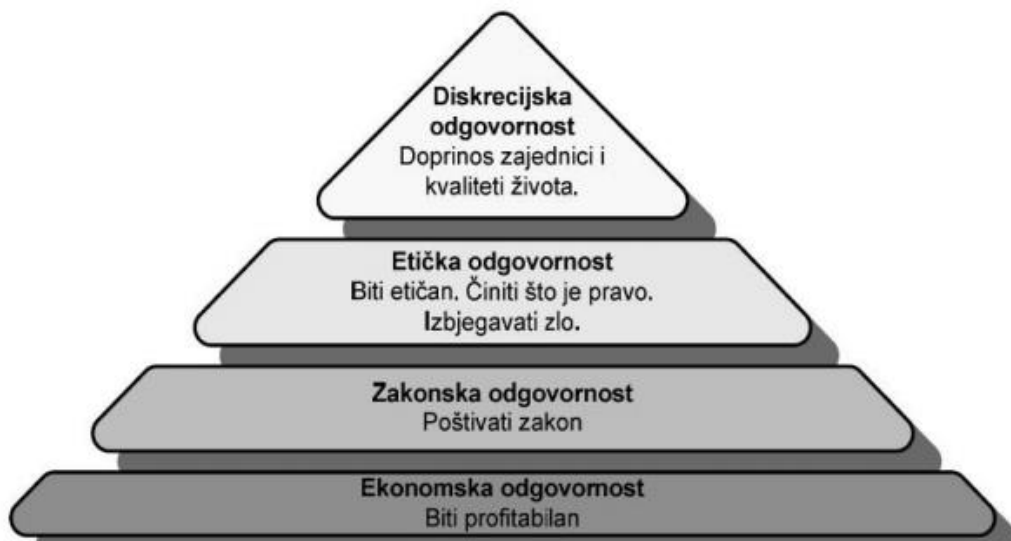 Diskrecijska
odgovornost
Doprinos zajednici i
kvaliteti života.
Etička odgovornost
Biti etičan. Činiti što je pravo.
Izbjegavati zlo.
Zakonska odgovornost
Poštivati zakon
Ekonomska odgovornost
Biti profitabilan